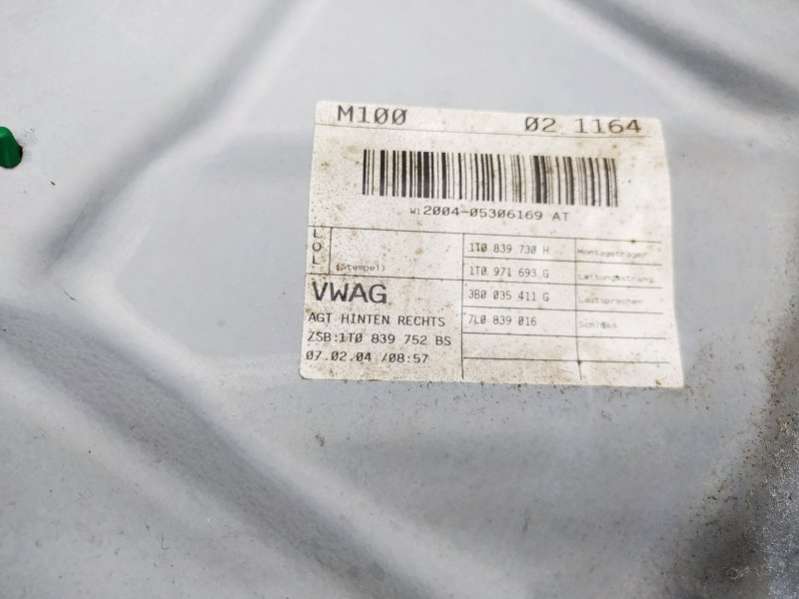 M100 02 1164
W12004-05306169 AT
LOL
(Stempel)
1T0 839 730 H Montageträger
1T0 971 693 G Leitungsstrang
3B0 035 411 G Lautsprecher
7L0 839 016 Schloß
VWAG
AGT HINTEN RECHTS
ZSB:1T0 839 752 BS
07.02.04 /08:57